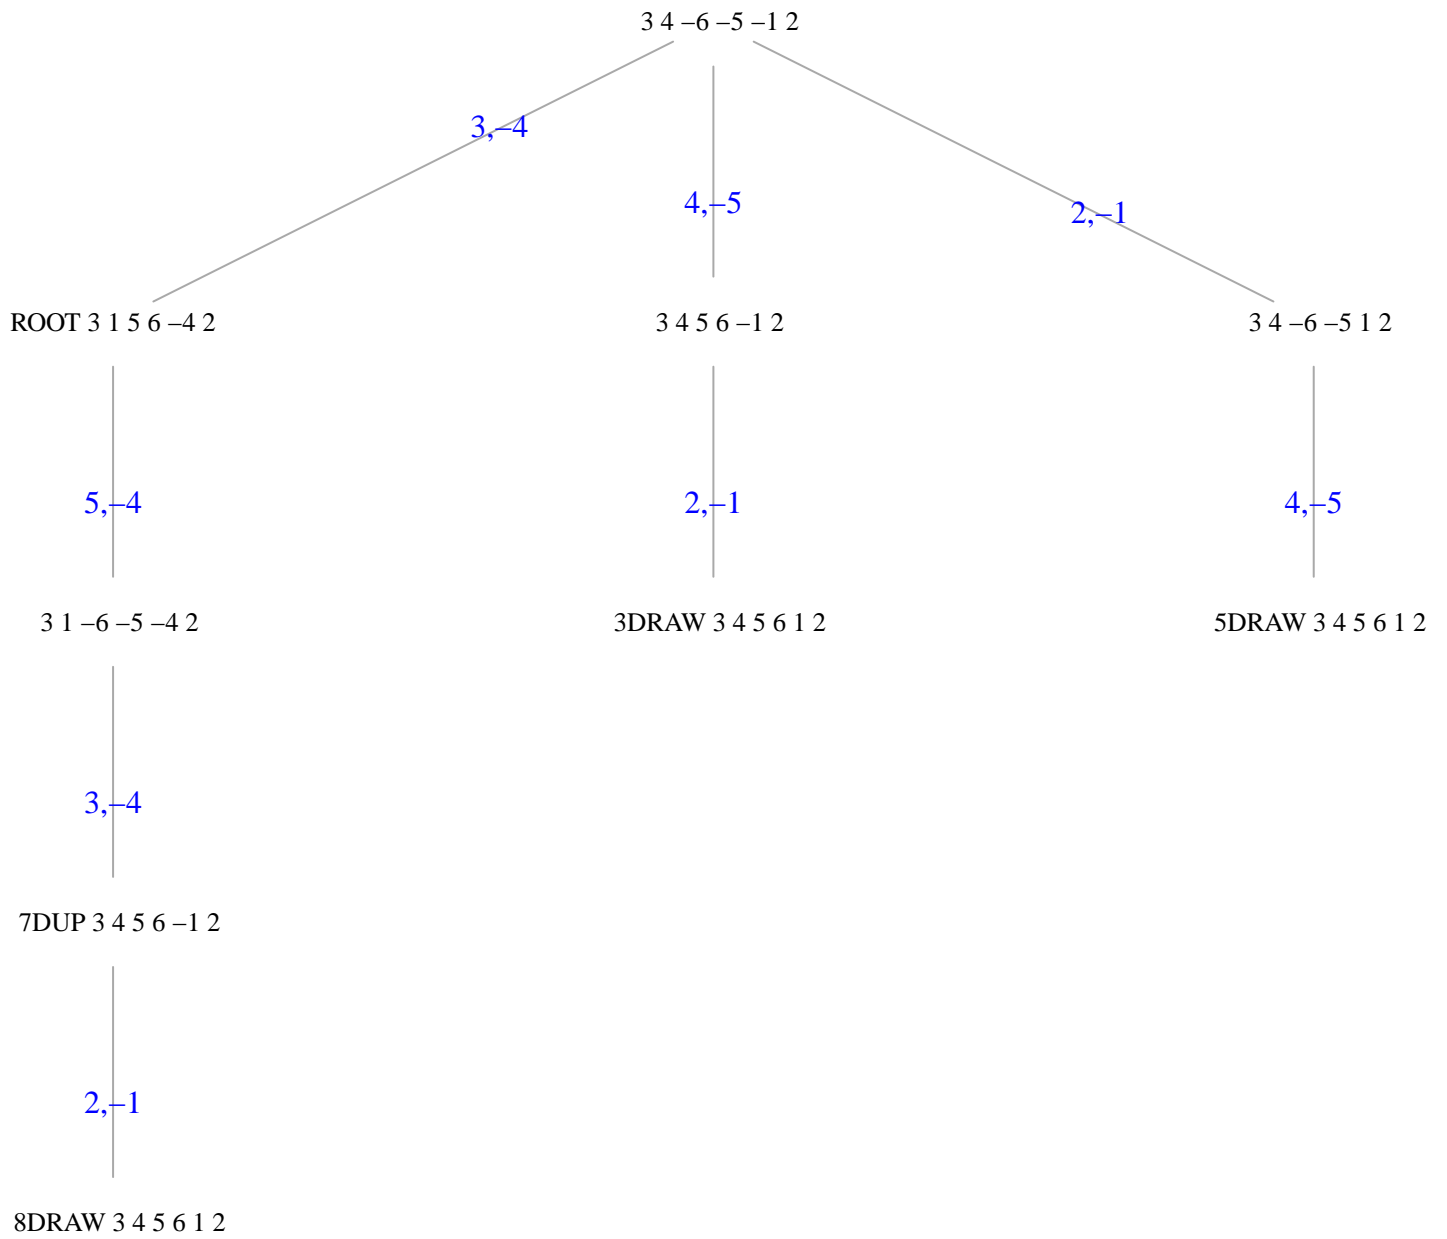 3 4 –6 –5 –1 2
3,–4
4,–5
2,–1
ROOT 3 1 5 6 –4 2
3 4 5 6 –1 2
3 4 –6 –5 1 2
5,–4
2,–1
4,–5
3 1 –6 –5 –4 2
3DRAW 3 4 5 6 1 2
5DRAW 3 4 5 6 1 2
3,–4
7DUP 3 4 5 6 –1 2
2,–1
8DRAW 3 4 5 6 1 2